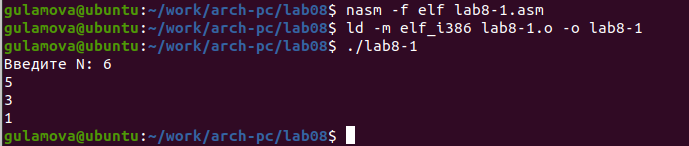 gulamova@ubuntu:~/work/arch-pc/lab08$ nasm -f elf lab8-1.asm
gulamova@ubuntu:~/work/arch-pc/lab08$ ld -m elf_i386 lab8-1.o -o lab8-1
gulamova@ubuntu:~/work/arch-pc/lab08$ ./lab8-1
Введите N: 6
5
3
1
gulamova@ubuntu:~/work/arch-pc/lab08$